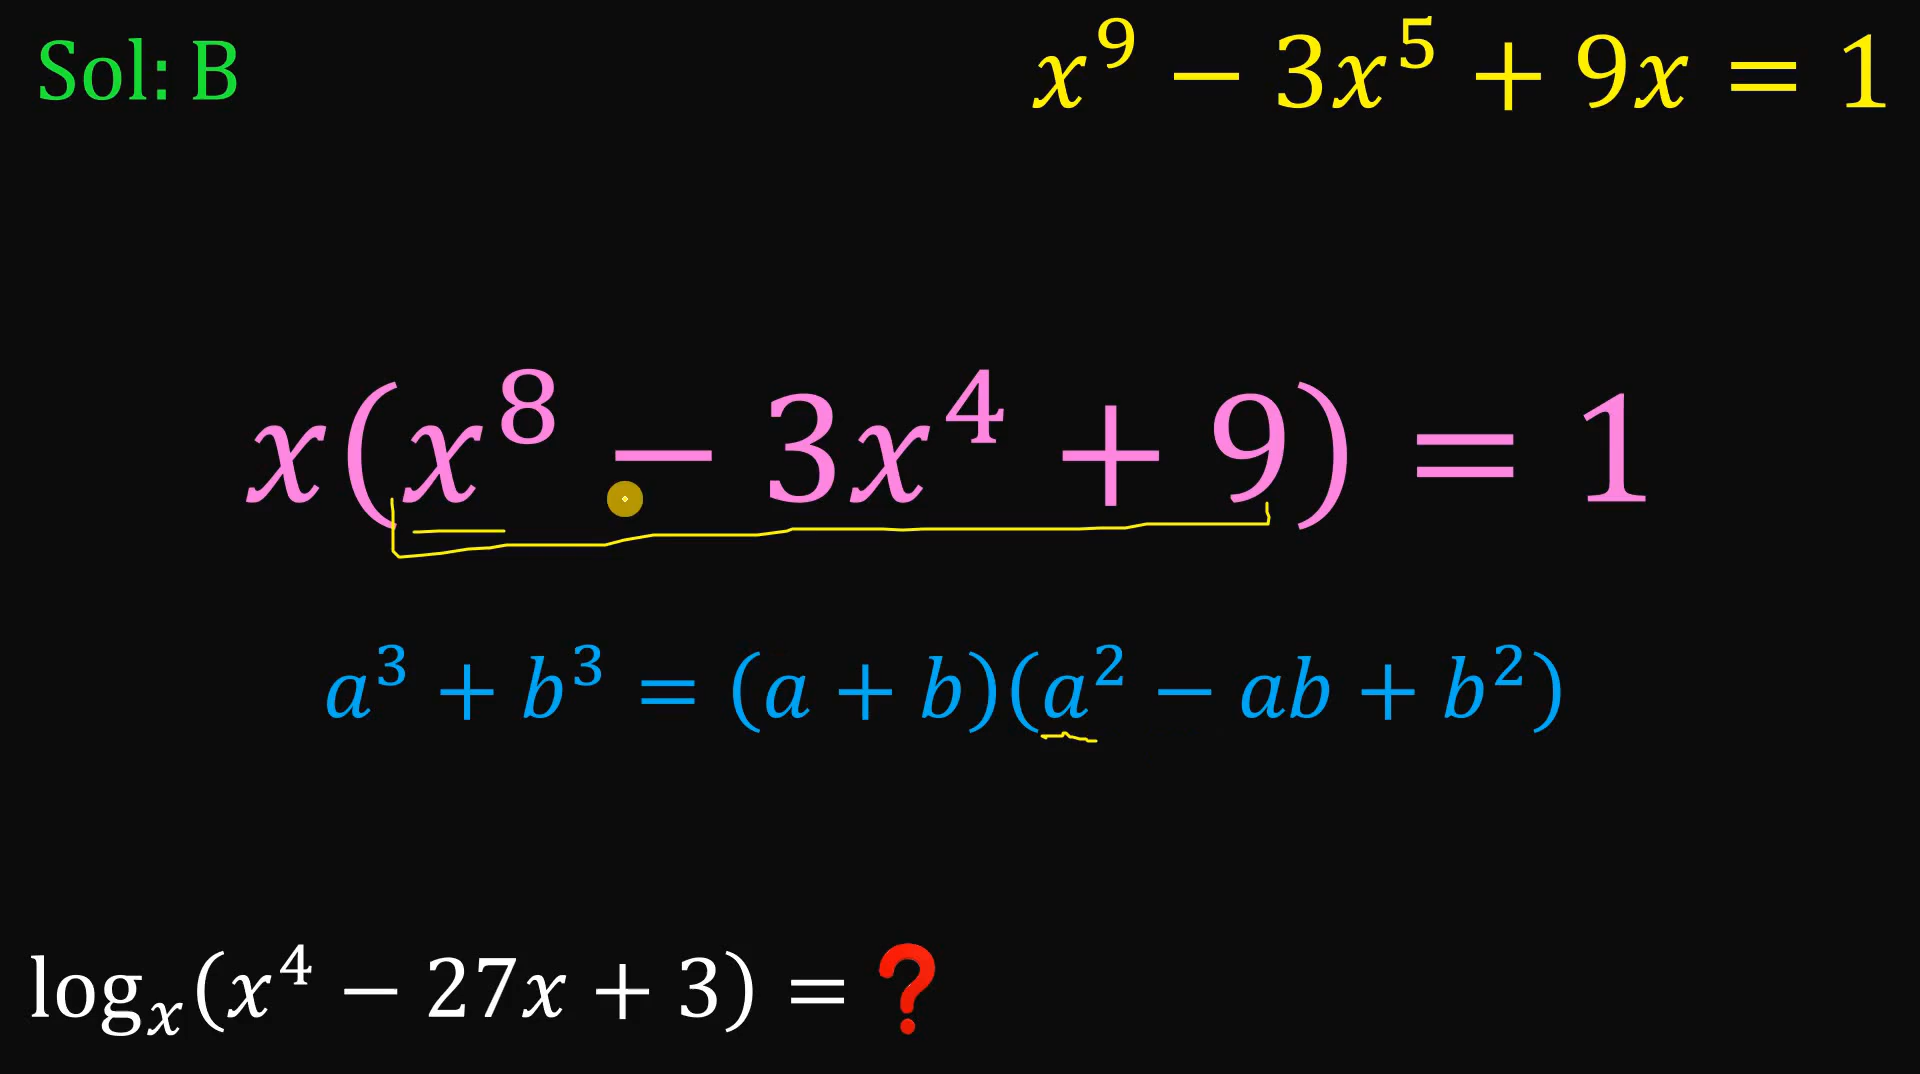 Sol: B
x⁹ − 3x⁵ + 9x = 1
x(x⁸ − 3x⁴ + 9) = 1
a³ + b³ = (a + b)(a² − ab + b²)
logₓ(x⁴ − 27x + 3) = ❓